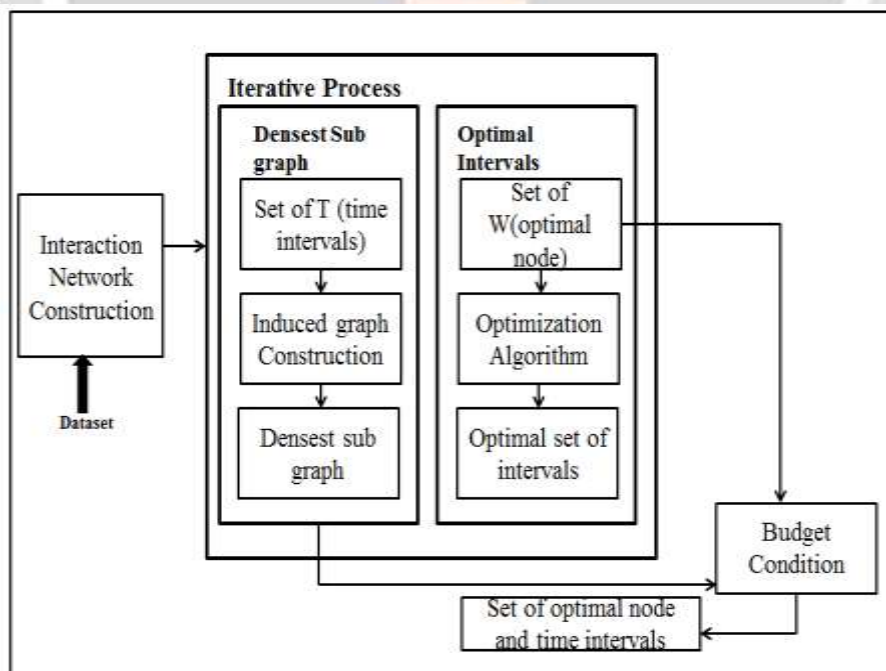 Iterative Process
Densest Sub
graph
Set of T (time
intervals)
Induced graph
Construction
Densest sub
graph
Optimal
Intervals
Set of
W(optimal
node)
Optimization
Algorithm
Optimal set of
intervals
Interaction
Network
Construction
Dataset
Budget
Condition
Set of optimal node
and time intervals